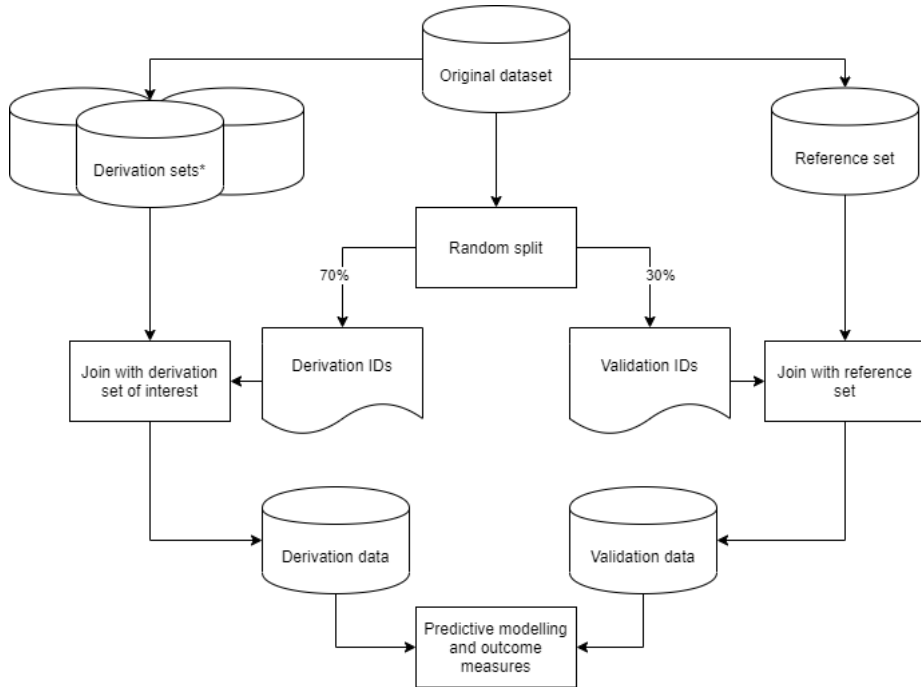 Original dataset
Derivation sets*
Reference set
Random split
70%
30%
Derivation IDs
Validation IDs
Join with derivation
set of interest
Join with reference
set
Derivation data
Validation data
Predictive modelling
and outcome
measures